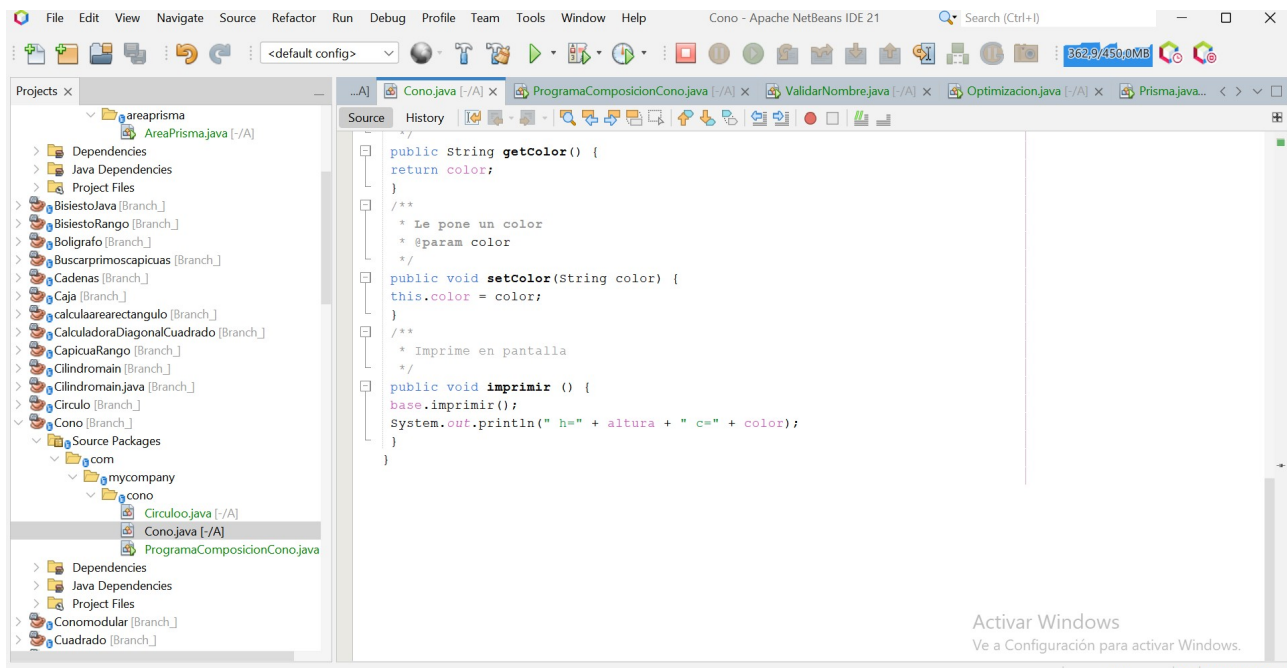 File Edit View Navigate Source Refactor Run Debug Profile Team Tools Window Help Cono - Apache NetBeans IDE 21 Search (Ctrl+I)
<default config> 362,9/450,0MB
Projects
...A] Cono.java [-/A] ProgramaComposicionCono.java [-/A] ValidarNombre.java [-/A] Optimizacion.java [-/A] Prisma.java...
Source History
areaprisma
AreaPrisma.java [-/A]
Dependencies
Java Dependencies
Project Files
BisiestoJava [Branch_]
BisiestoRango [Branch_]
Boligrafo [Branch_]
Buscarprimoscapicuas [Branch_]
Cadenas [Branch_]
Caja [Branch_]
calculaarearectangulo [Branch_]
CalculadoraDiagonalCuadrado [Branch_]
CapicuaRango [Branch_]
Cilindromain [Branch_]
Cilindromain.java [Branch_]
Circulo [Branch_]
Cono [Branch_]
Source Packages
com
mycompany
cono
Circuloo.java [-/A]
Cono.java [-/A]
ProgramaComposicionCono.java
Dependencies
Java Dependencies
Project Files
Conomodular [Branch_]
Cuadrado [Branch_]
*/
public String getColor() {
return color;
}
/**
* Le pone un color
* @param color
*/
public void setColor(String color) {
this.color = color;
}
/**
* Imprime en pantalla
*/
public void imprimir () {
base.imprimir();
System.out.println(" h=" + altura + " c=" + color);
}
}
Activar Windows
Ve a Configuración para activar Windows.